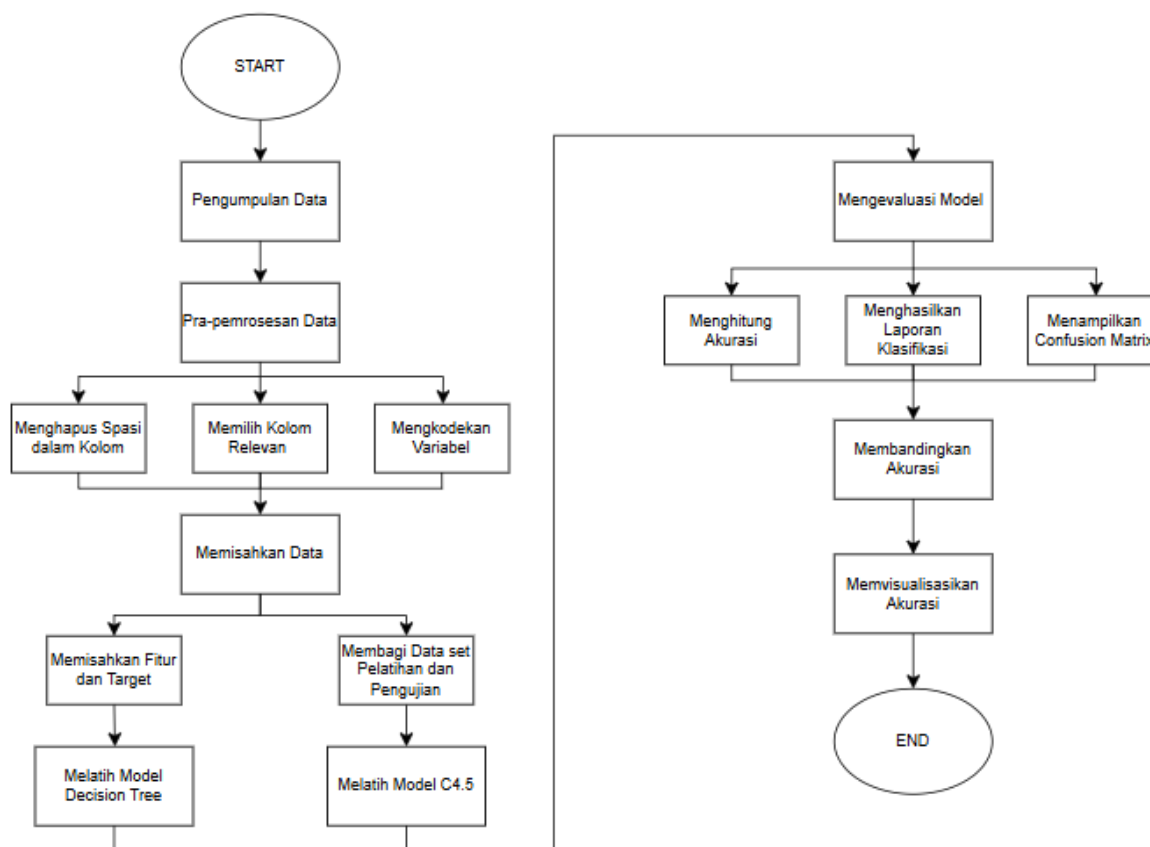 START
Pengumpulan Data
Pra-pemrosesan Data
Menghapus Spasi
dalam Kolom
Memilih Kolom
Relevan
Mengkodekan
Variabel
Memisahkan Data
Memisahkan Fitur
dan Target
Membagi Data set
Pelatihan dan
Pengujian
Melatih Model
Decision Tree
Melatih Model C4.5
Mengevaluasi Model
Menghitung
Akurasi
Menghasilkan
Laporan
Klasifikasi
Menampilkan
Confusion Matrix
Membandingkan
Akurasi
Memvisualisasikan
Akurasi
END